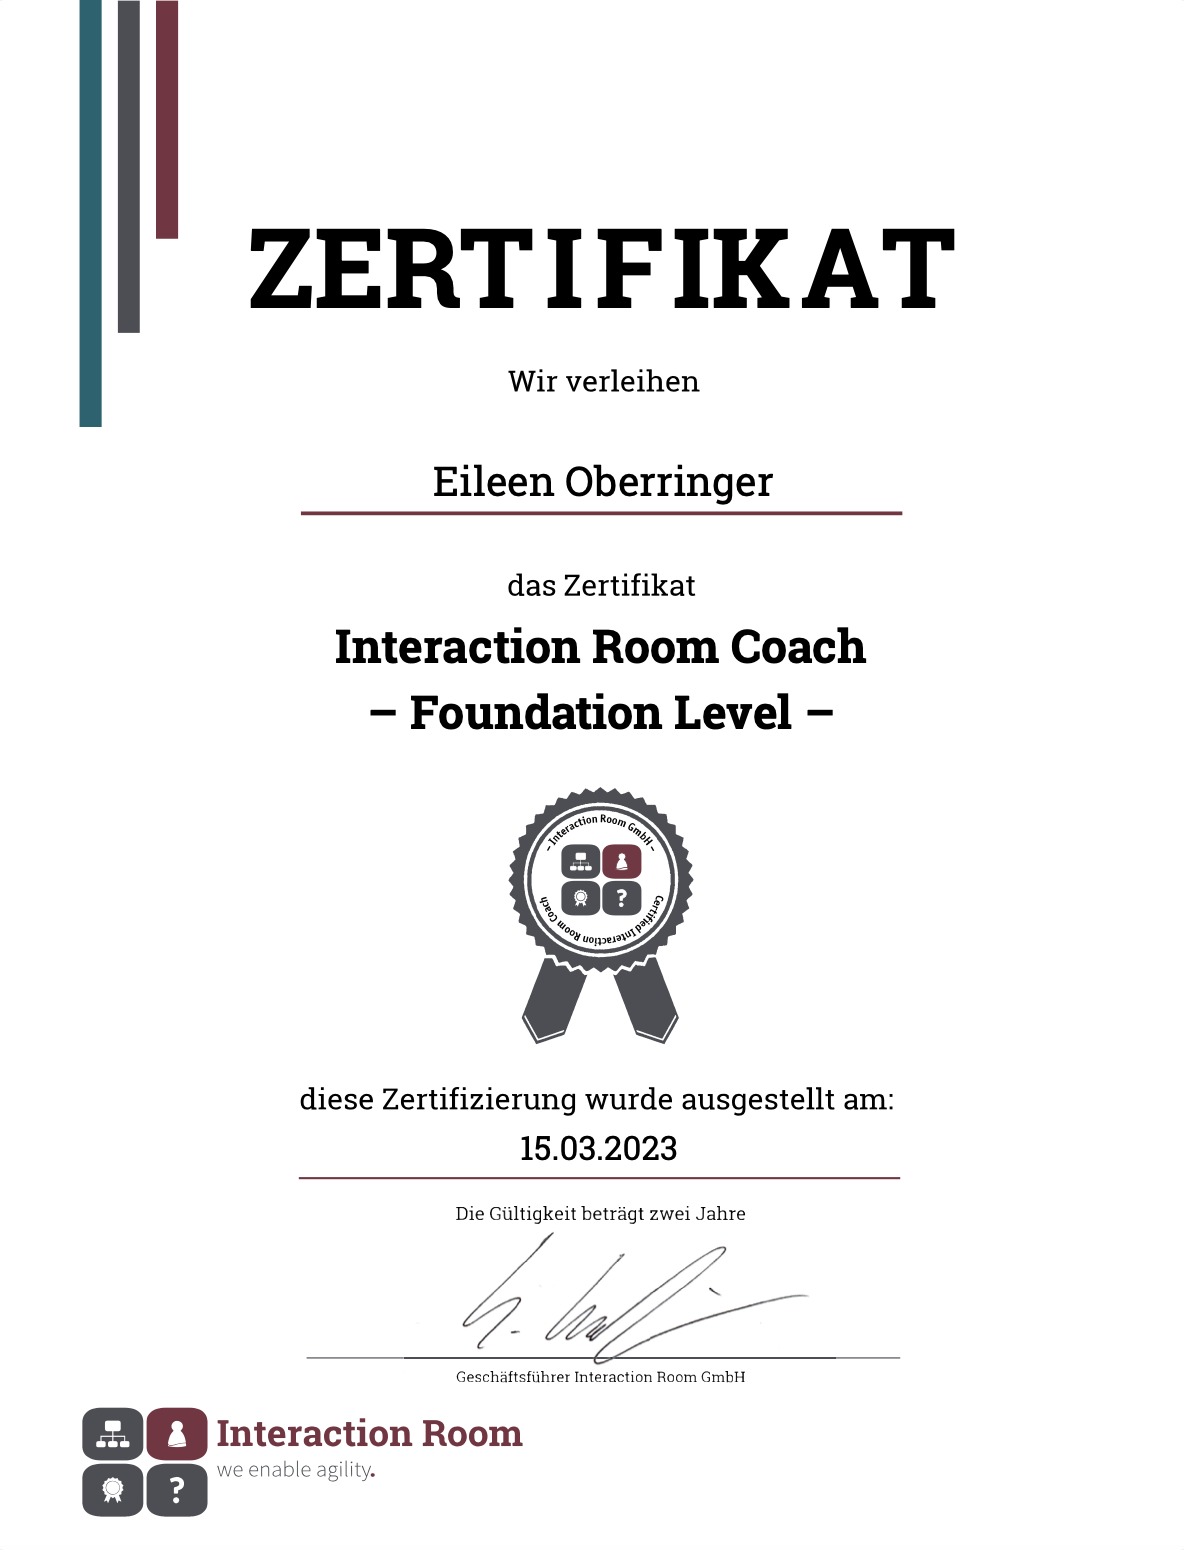 ZERTIFIKAT
Wir verleihen
Eileen Oberringer
das Zertifikat
Interaction Room Coach
– Foundation Level –
- Interaction Room GmbH -
?
Certified Interaction Room Coach
diese Zertifizierung wurde ausgestellt am:
15.03.2023
Die Gültigkeit beträgt zwei Jahre
Geschäftsführer Interaction Room GmbH
Interaction Room
we enable agility.
?